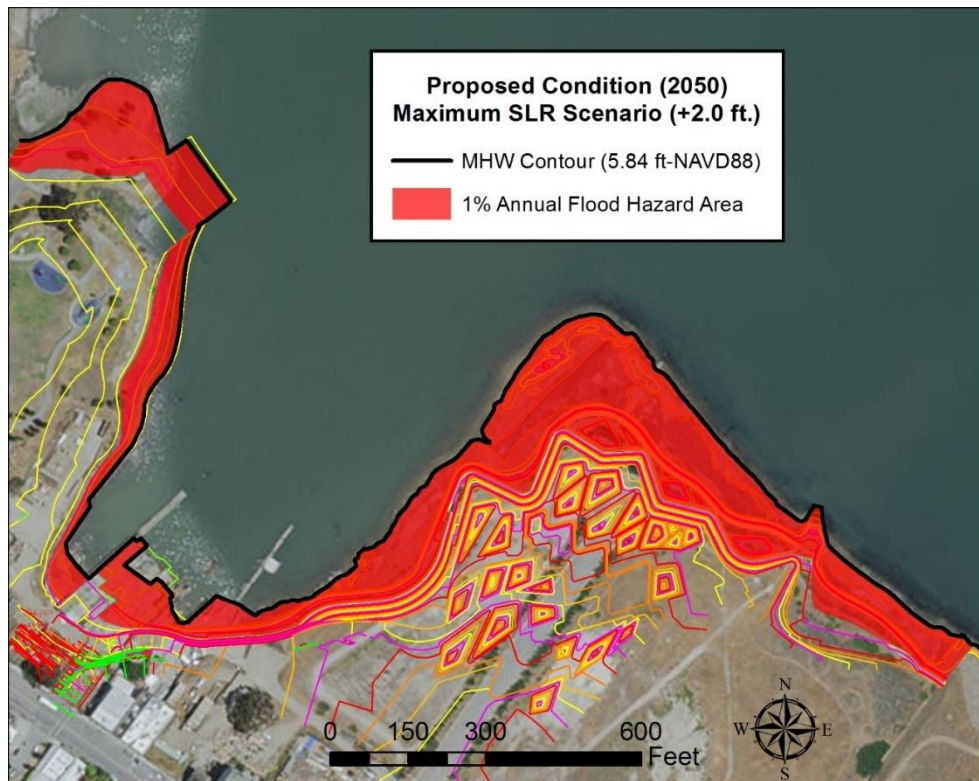 Proposed Condition (2050)
Maximum SLR Scenario (+2.0 ft.)
MHW Contour (5.84 ft-NAVD88)
1% Annual Flood Hazard Area
N
W E
S
0 150 300 600
Feet